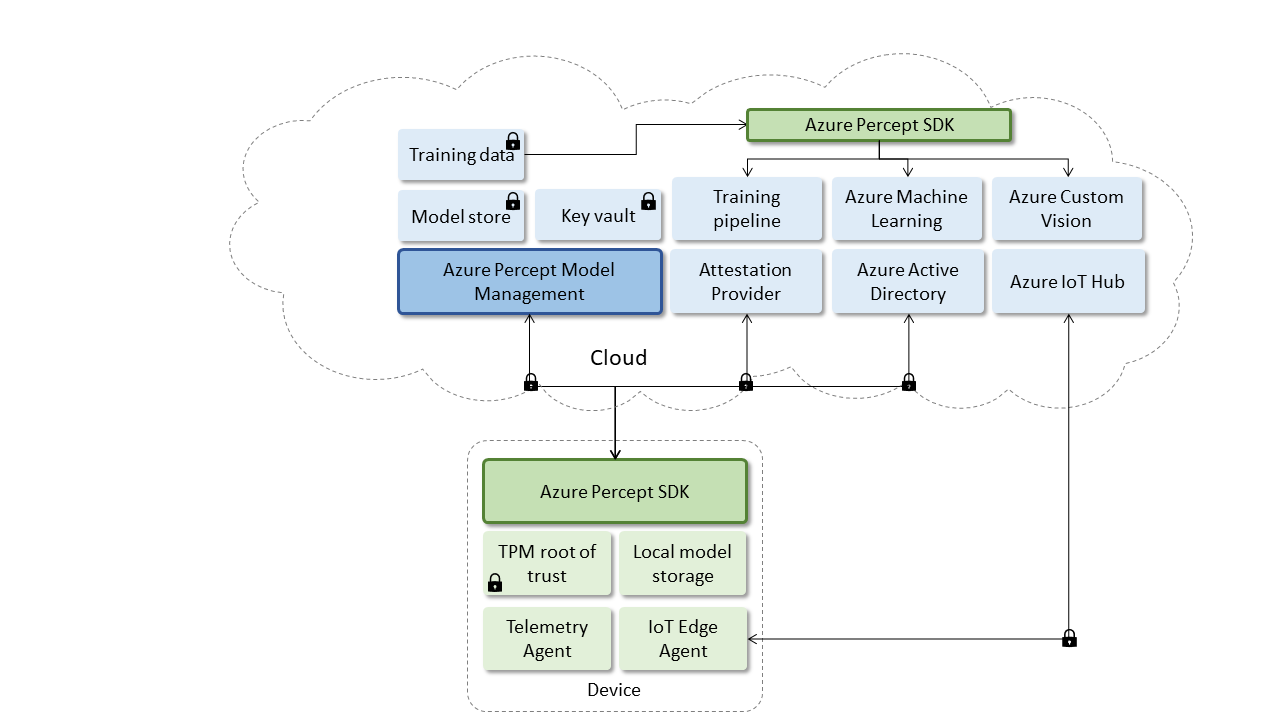 Azure Percept SDK
Training data
Model store
Key vault
Training
pipeline
Azure Machine
Learning
Azure Custom
Vision
Azure Percept Model
Management
Attestation
Provider
Azure Active
Directory
Azure IoT Hub
Cloud
Azure Percept SDK
TPM root of
trust
Local model
storage
Telemetry
Agent
IoT Edge
Agent
Device